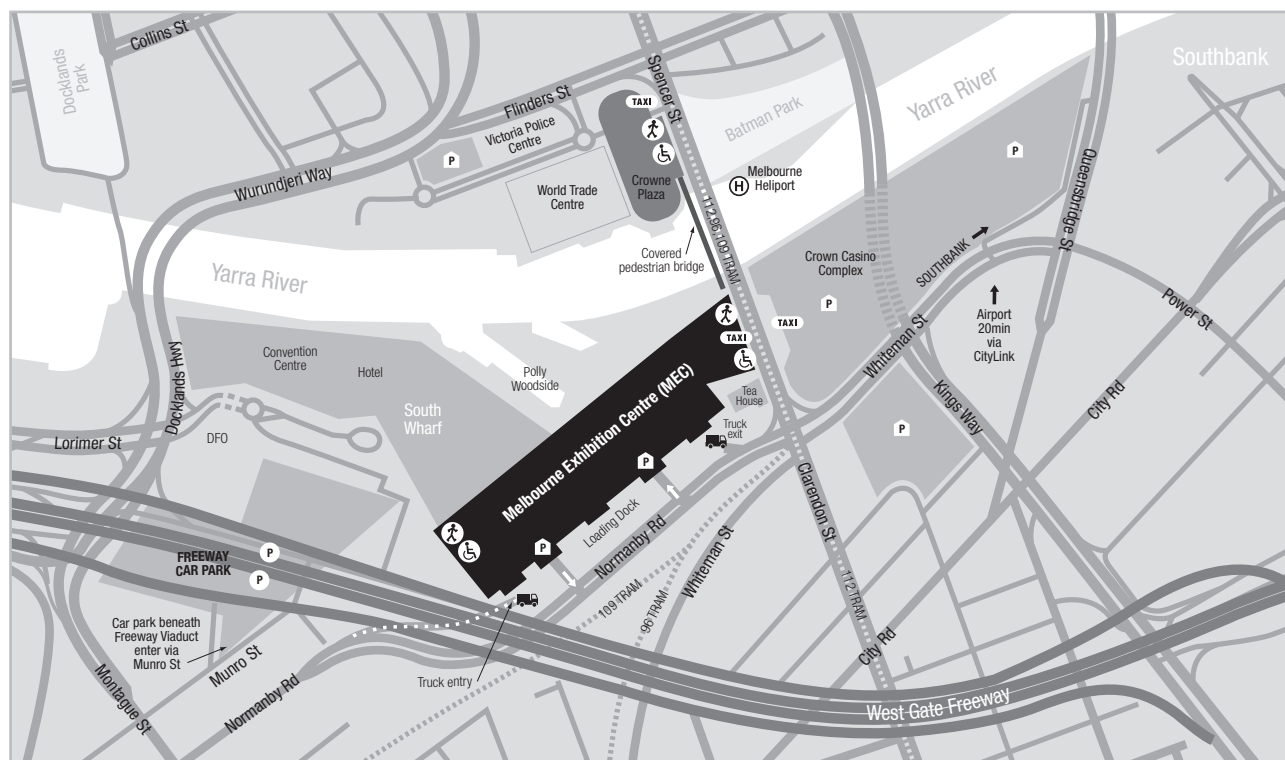 Collins St
Docklands
Park
Flinders St
Spencer St
TAXI
Victoria Police
Centre
P
Wurundjeri Way
World Trade
Centre
Crowne
Plaza
Batman Park
H
Melbourne
Heliport
Yarra River
Southbank
P
Queensbridge St
112 96 109 TRAM
Covered
pedestrian bridge
Yarra River
Crown Casino
Complex
P
SOUTHBANK
Airport
20min
via
CityLink
Power St
Whiteman St
Kings Way
City Rd
P
TAXI
TAXI
Docklands Hwy
Convention
Centre
Hotel
Polly
Woodside
South
Wharf
Lorimer St
DFO
Melbourne Exhibition Centre (MEC)
Tea
House
Truck
exit
P
Loading Dock
P
Normanby Rd
Whiteman St
Clarendon St
109 TRAM
96 TRAM
112 TRAM
City Rd
FREEWAY
CAR PARK
P
P
Car park beneath
Freeway Viaduct
enter via
Munro St
Munro St
Montague St
Normanby Rd
Truck entry
West Gate Freeway